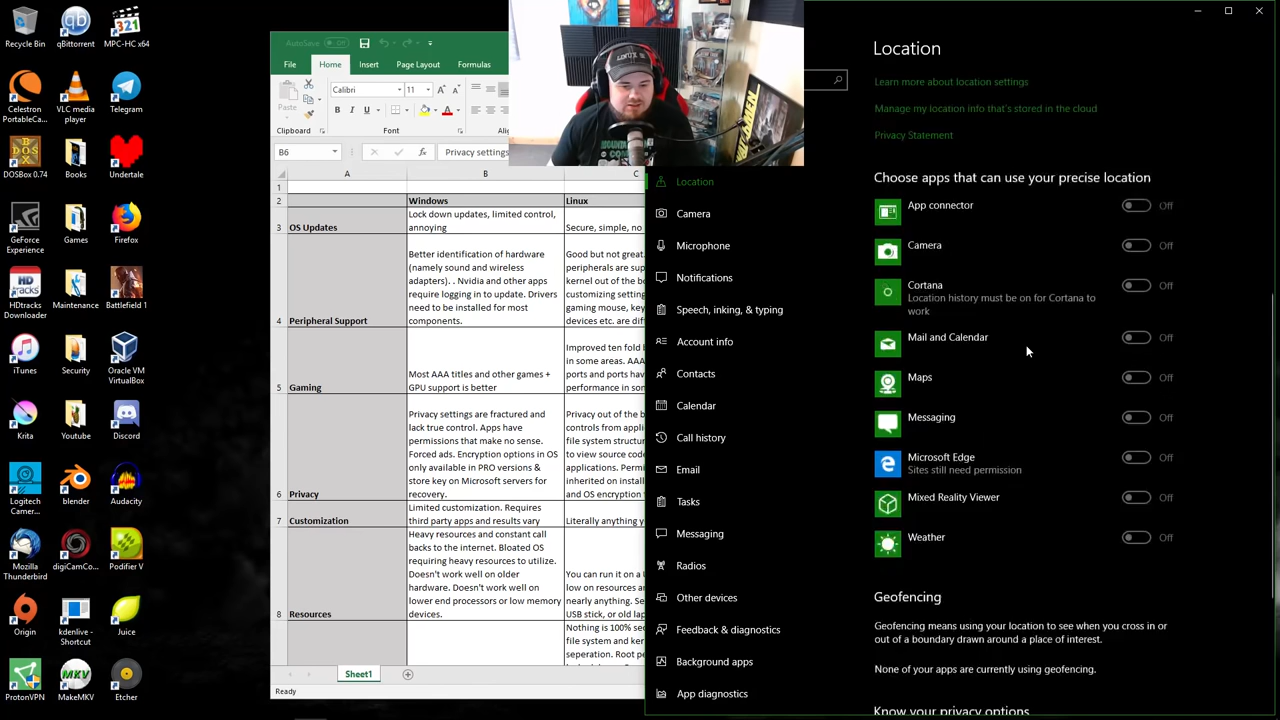 Recycle Bin
qBittorrent
MPC-HC x64
Celestron
PortableCa...
VLC media
player
Telegram
DOSBox 0.74
Books
Undertale
GeForce
Experience
Games
Firefox
HDtracks
Downloader
Maintenance
Battlefield 1
iTunes
Security
Oracle VM
VirtualBox
Krita
Youtube
Discord
Logitech
Camer...
blender
Audacity
Mozilla
Thunderbird
digiCamCo...
Podifier V
Origin
kdenlive -
Shortcut
Juice
ProtonVPN
MakeMKV
Etcher
AutoSave Off
File Home Insert Page Layout Formulas
Paste
Calibri 11
B I U
Clipboard Font
B6 fx Privacy settings
A B C
1
2 Windows Linux
3 OS Updates
Lock down updates, limited control,
annoying
Secure, simple, no
4 Peripheral Support
Better identification of hardware
(namely sound and wireless
adapters). . Nvidia and other apps
require logging in to update. Drivers
need to be installed for most
components.
Good but not great.
peripherals are sup
kernel out of the b
customizing setting
gaming mouse, key
devices etc. are dif
5 Gaming
Most AAA titles and other games +
GPU support is better
Improved ten fold
in some areas. AAA
ports and ports hav
performance in som
6 Privacy
Privacy settings are fractured and
lack true control. Apps have
permissions that make no sense.
Forced ads. Encryption options in OS
only available in PRO versions &
store key on Microsoft servers for
recovery.
Privacy out of the b
controls from applic
file system structur
to view source cod
applications. Permi
inherited on install
and OS encryption
7 Customization
Limited customization. Requires
third party apps and results vary
Literally anything y
8 Resources
Heavy resources and constant call
backs to the internet. Bloated OS
requiring heavy resources to utilize.
Doesn't work well on older
hardware. Doesn't work well on
lower end processors or low memory
devices.
You can run it on a
low on resources a
nearly anything. Se
USB stick, or old lap
Nothing is 100% sec
file system and ker
seperation. Root pe
Sheet1
Ready
Location
Camera
Microphone
Notifications
Speech, inking, & typing
Account info
Contacts
Calendar
Call history
Email
Tasks
Messaging
Radios
Other devices
Feedback & diagnostics
Background apps
App diagnostics
Location
Learn more about location settings
Manage my location info that's stored in the cloud
Privacy Statement
Choose apps that can use your precise location
App connector Off
Camera Off
Cortana Off
Location history must be on for Cortana to
work
Mail and Calendar Off
Maps Off
Messaging Off
Microsoft Edge Off
Sites still need permission
Mixed Reality Viewer Off
Weather Off
Geofencing
Geofencing means using your location to see when you cross in
or out of a boundary drawn around a place of interest.
None of your apps are currently using geofencing.
Know your privacy options